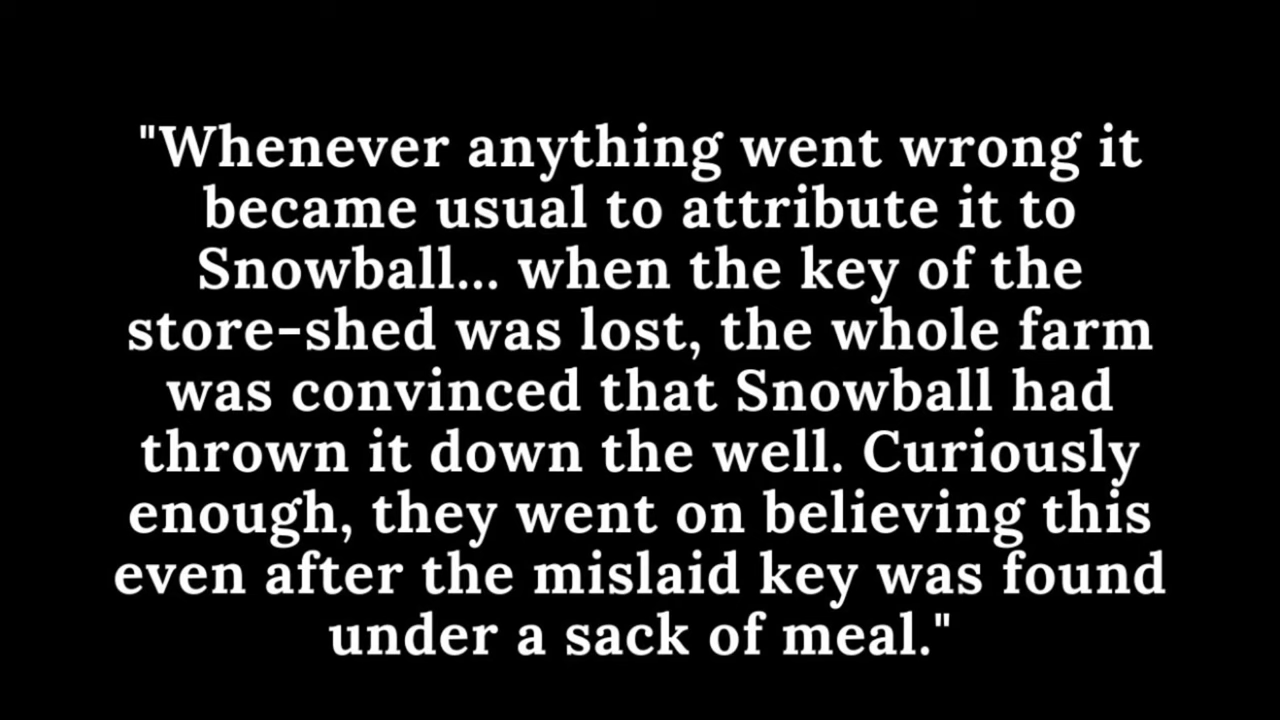 "Whenever anything went wrong it
became usual to attribute it to
Snowball... when the key of the
store-shed was lost, the whole farm
was convinced that Snowball had
thrown it down the well. Curiously
enough, they went on believing this
even after the mislaid key was found
under a sack of meal."